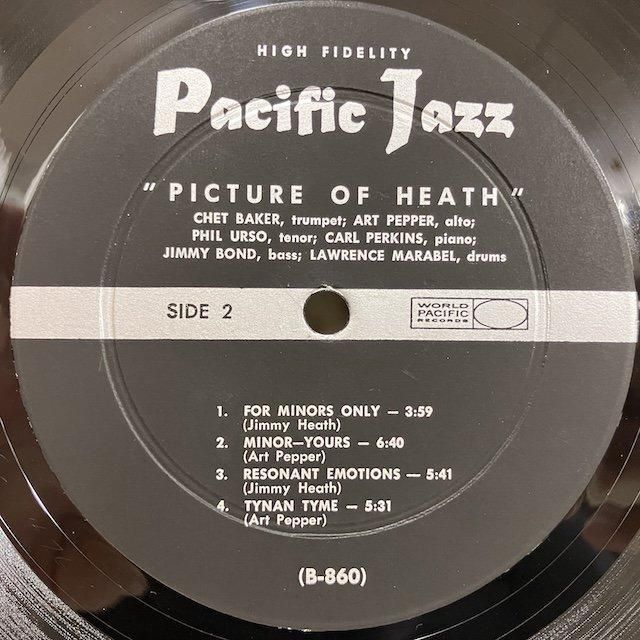 HIGH FIDELITY
Pacific Jazz
"PICTURE OF HEATH"
CHET BAKER, trumpet; ART PEPPER, alto;
PHIL URSO, tenor; CARL PERKINS, piano;
JIMMY BOND, bass; LAWRENCE MARABEL, drums
SIDE 2
WORLD
PACIFIC
RECORDS
1. FOR MINORS ONLY — 3:59
(Jimmy Heath)
2. MINOR—YOURS — 6:40
(Art Pepper)
3. RESONANT EMOTIONS — 5:41
(Jimmy Heath)
4. TYNAN TYME — 5:31
(Art Pepper)
(B-860)